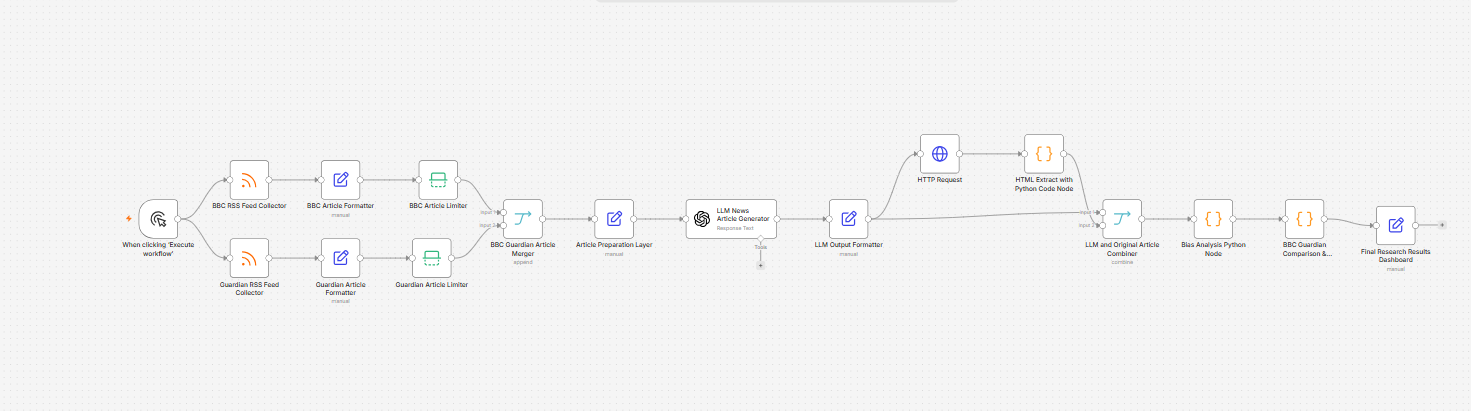 HTTP Request
HTML Extract with
Python Code Node
BBC RSS Feed Collector
BBC Article Formatter
manual
BBC Article Limiter
Input 1
Input 2
LLM News
Article Generator
Response Text
Tools
Input 1
Input 2
When clicking 'Execute
workflow'
BBC Guardian Article
Merger
append
Article Preparation Layer
manual
LLM Output Formatter
manual
LLM and Original Article
Combiner
combine
Bias Analysis Python
Node
BBC Guardian
Comparison &...
Final Research Results
Dashboard
manual
Guardian RSS Feed
Collector
Guardian Article
Formatter
manual
Guardian Article Limiter